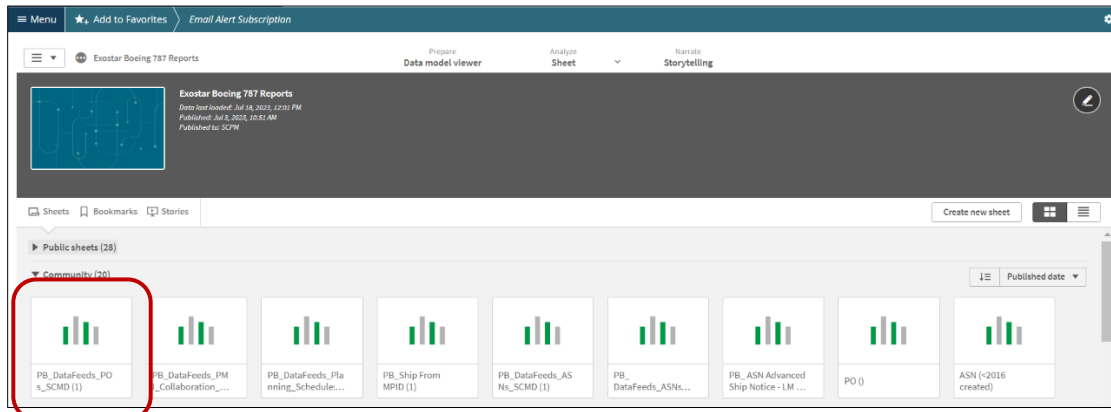 Menu Add to Favorites Email Alert Subscription
Exostar Boeing 787 Reports
Prepare
Data model viewer
Analyze
Sheet
Narrate
Storytelling
Exostar Boeing 787 Reports
Data last loaded: Jul 18, 2023, 12:01 PM
Published: Jul 3, 2023, 10:51 AM
Published to: SCPM
Sheets Bookmarks Stories
Create new sheet
Public sheets (28)
Community (20)
Published date
PB_DataFeeds_PO
s_SCMD (1)
PB_DataFeeds_PM
_Collaboration_...
PB_DataFeeds_Pla
nning_Schedule:...
PB_Ship From
MPID (1)
PB_DataFeeds_AS
Ns_SCMD (1)
PB_
DataFeeds_ASNs...
PB_ ASN Advanced
Ship Notice - LM ...
PO ()
ASN (<2016
created)